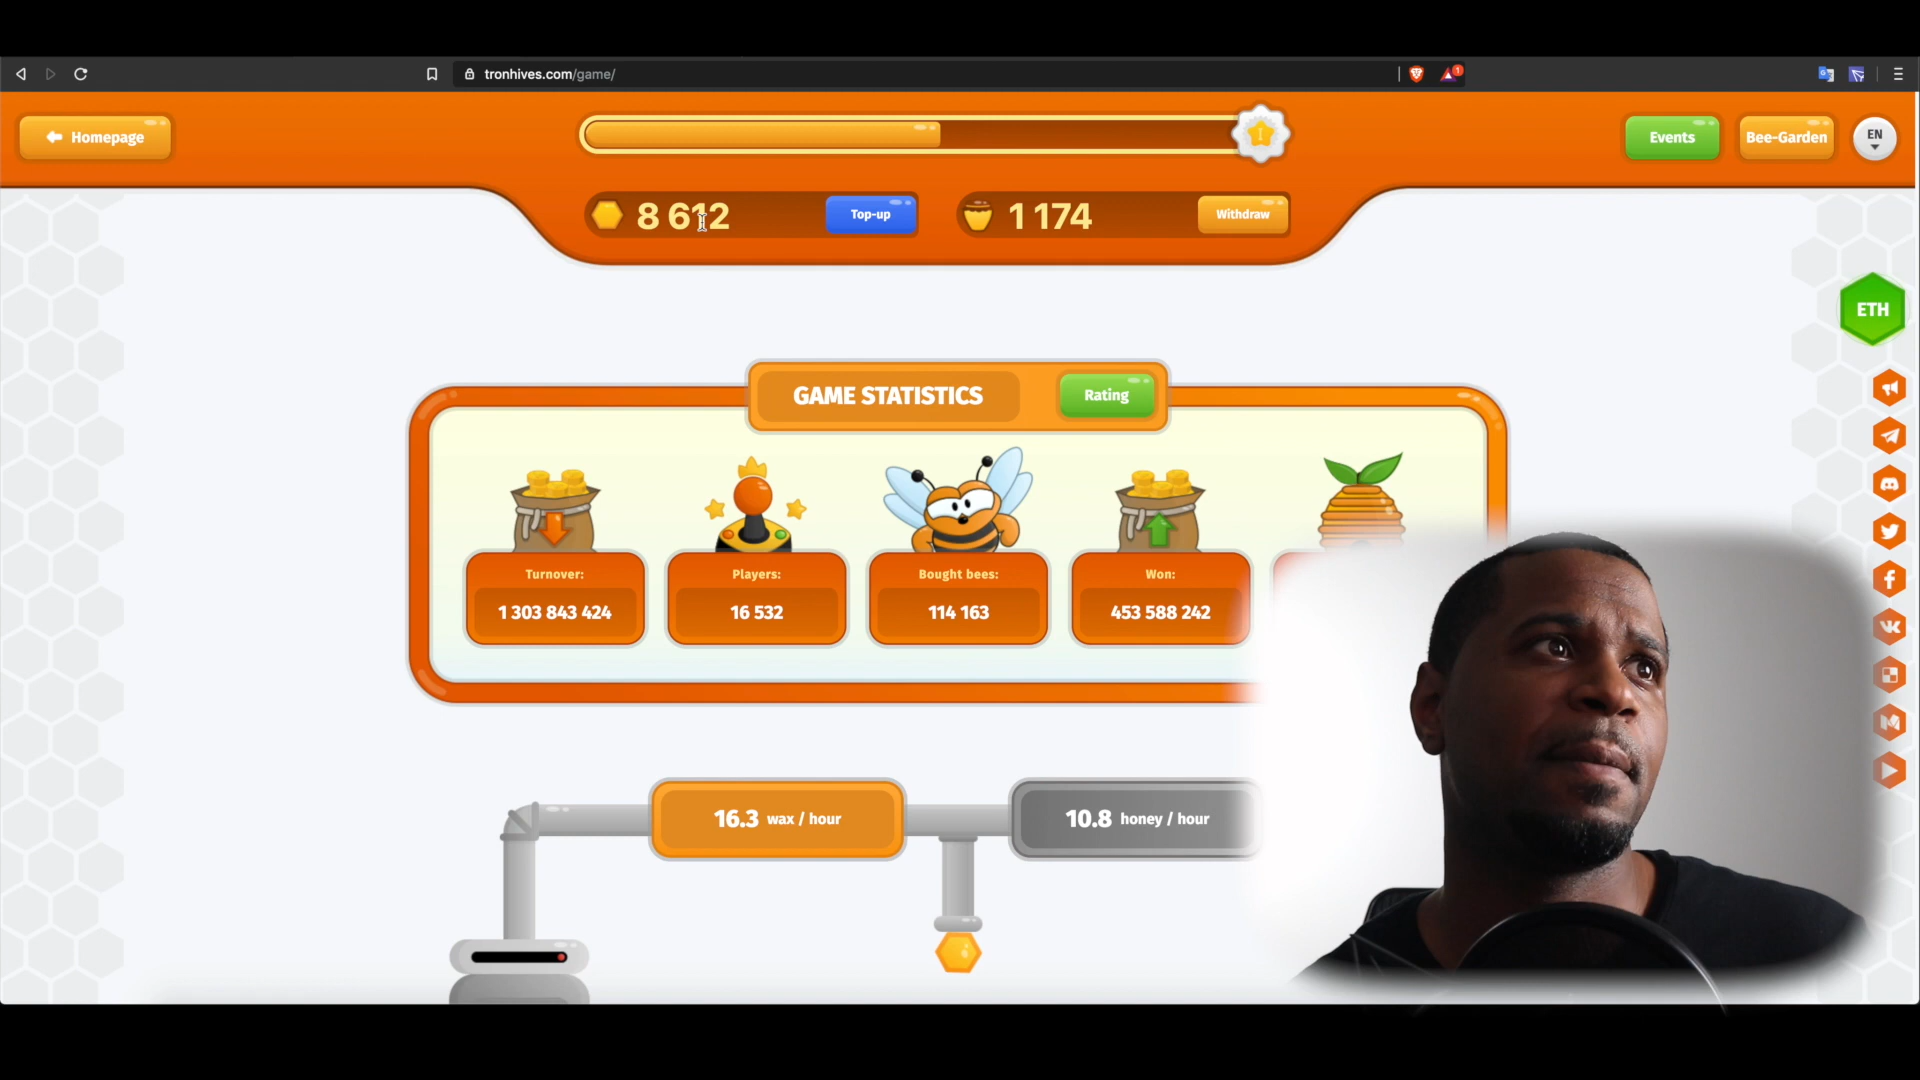 tronhives.com/game/
1
Homepage
Events
Bee-Garden
EN
8 612
Top-up
1 174
Withdraw
ETH
GAME STATISTICS
Rating
Turnover:
1 303 843 424
Players:
16 532
Bought bees:
114 163
Won:
453 588 242
16.3 wax / hour
10.8 honey / hour